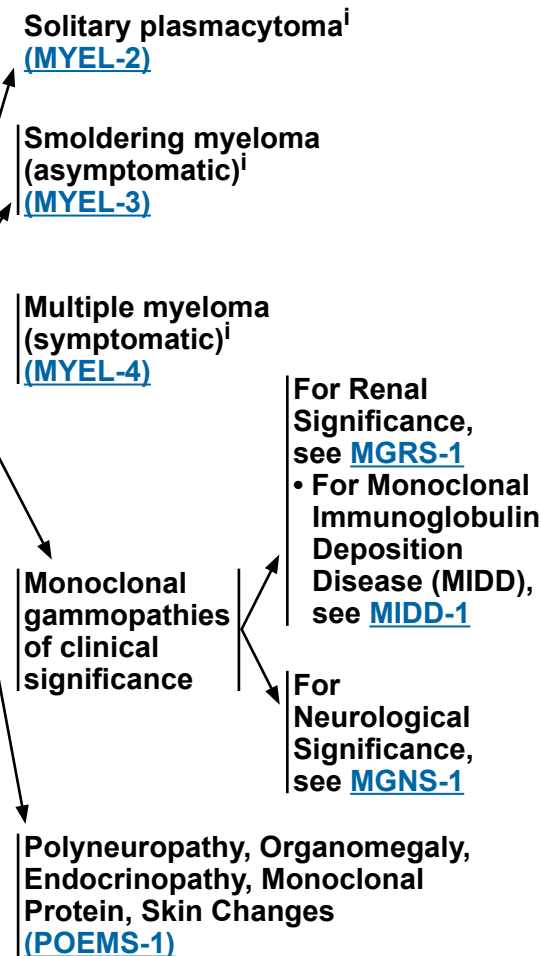 Solitary plasmacytomaⁱ
(MYEL-2)
Smoldering myeloma
(asymptomatic)ⁱ
(MYEL-3)
Multiple myeloma
(symptomatic)ⁱ
(MYEL-4)
Monoclonal
gammopathies
of clinical
significance
For Renal
Significance,
see MGRS-1
• For Monoclonal
Immunoglobulin
Deposition
Disease (MIDD),
see MIDD-1
For
Neurological
Significance,
see MGNS-1
Polyneuropathy, Organomegaly,
Endocrinopathy, Monoclonal
Protein, Skin Changes
(POEMS-1)